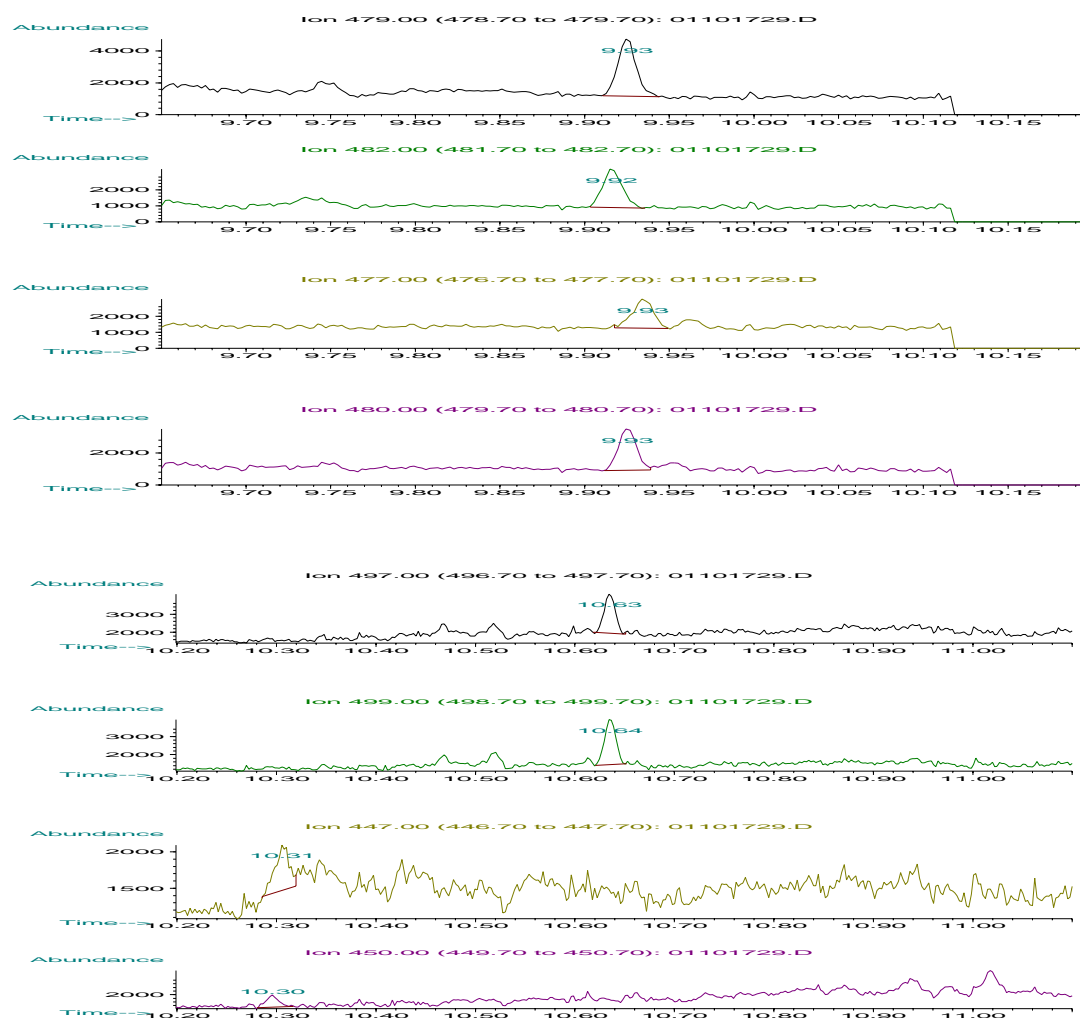 Ion 479.00 (478.70 to 479.70): 01101729.D
Abundance
4000
9.93
2000
0
Time-->
9.70 9.75 9.80 9.85 9.90 9.95 10.00 10.05 10.10 10.15
Ion 482.00 (481.70 to 482.70): 01101729.D
Abundance
2000
9.92
1000
0
Time-->
9.70 9.75 9.80 9.85 9.90 9.95 10.00 10.05 10.10 10.15
Ion 477.00 (476.70 to 477.70): 01101729.D
Abundance
2000
9.93
1000
0
Time-->
9.70 9.75 9.80 9.85 9.90 9.95 10.00 10.05 10.10 10.15
Ion 480.00 (479.70 to 480.70): 01101729.D
Abundance
9.93
2000
0
Time-->
9.70 9.75 9.80 9.85 9.90 9.95 10.00 10.05 10.10 10.15
Ion 497.00 (496.70 to 497.70): 01101729.D
Abundance
10.63
3000
2000
Time-->
10.20 10.30 10.40 10.50 10.60 10.70 10.80 10.90 11.00
Ion 499.00 (498.70 to 499.70): 01101729.D
Abundance
10.64
3000
2000
Time-->
10.20 10.30 10.40 10.50 10.60 10.70 10.80 10.90 11.00
Ion 447.00 (446.70 to 447.70): 01101729.D
Abundance
2000
10.31
1500
Time-->
10.20 10.30 10.40 10.50 10.60 10.70 10.80 10.90 11.00
Ion 450.00 (449.70 to 450.70): 01101729.D
Abundance
10.30
2000
Time-->
10.20 10.30 10.40 10.50 10.60 10.70 10.80 10.90 11.00